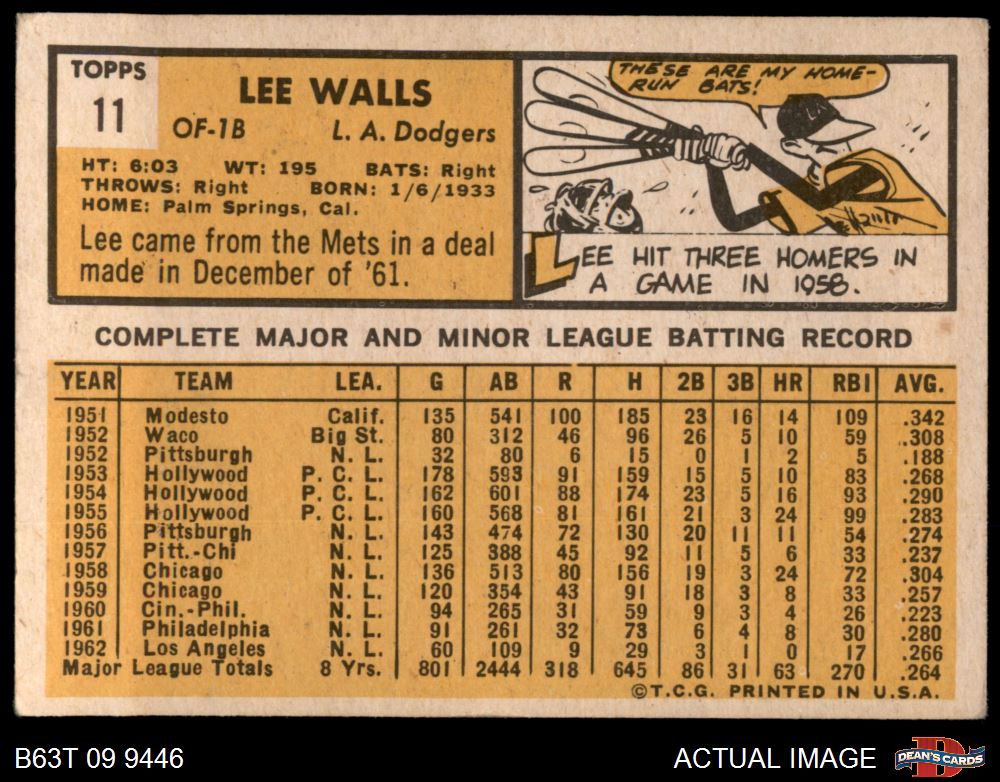 TOPPS
11
LEE WALLS
OF-1B L. A. Dodgers
HT: 6:03 WT: 195 BATS: Right
THROWS: Right BORN: 1/6/1933
HOME: Palm Springs, Cal.
Lee came from the Mets in a deal
made in December of '61.
THESE ARE MY HOME-
RUN BATS!
LA
LEE HIT THREE HOMERS IN
A GAME IN 1958.
COMPLETE MAJOR AND MINOR LEAGUE BATTING RECORD
YEAR TEAM LEA. G AB R H 2B 3B HR RBI AVG.
1951 Modesto Calif. 135 541 100 185 23 16 14 109 .342
1952 Waco Big St. 80 312 46 96 26 5 10 59 .308
1952 Pittsburgh N. L. 32 80 6 15 0 1 2 5 .188
1953 Hollywood P. C. L. 178 593 91 159 15 5 10 83 .268
1954 Hollywood P. C. L. 162 601 88 174 23 5 16 93 .290
1955 Hollywood P. C. L. 160 568 81 161 21 3 24 99 .283
1956 Pittsburgh N. L. 143 474 72 130 20 11 11 54 .274
1957 Pitt.-Chi N. L. 125 388 45 92 11 5 6 33 .237
1958 Chicago N. L. 136 513 80 156 19 3 24 72 .304
1959 Chicago N. L. 120 354 43 91 18 3 8 33 .257
1960 Cin.-Phil. N. L. 94 265 31 59 9 3 4 26 .223
1961 Philadelphia N. L. 91 261 32 73 6 4 8 30 .280
1962 Los Angeles N. L. 60 109 9 29 3 1 0 17 .266
Major League Totals 8 Yrs. 801 2444 318 645 86 31 63 270 .264
©T.C.G. PRINTED IN U.S.A.
B63T 09 9446 ACTUAL IMAGE
D
DEAN'S CARDS